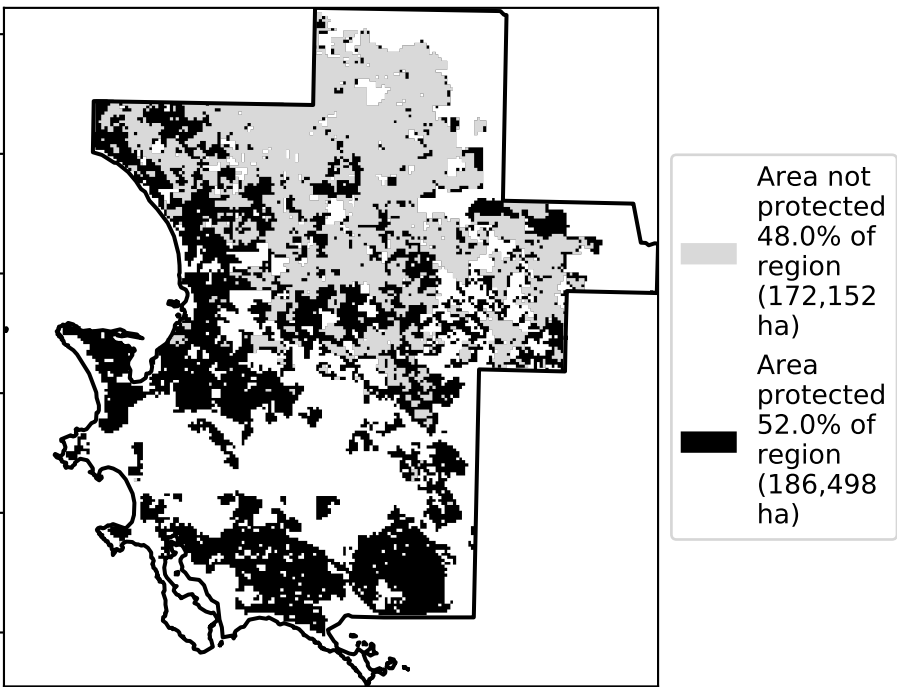 Area not
protected
48.0% of
region
(172,152
ha)
Area
protected
52.0% of
region
(186,498
ha)